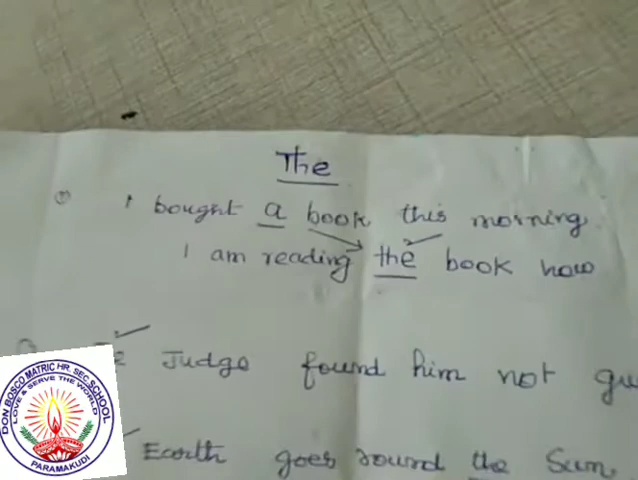 The
① I bought a book this morning
I am reading the book now
Judge found him not
Earth goes round the Sun.
DON BOSCO MATRIC HR. SEC. SCHOOL
LOVE & SERVE THE WORLD
PARAMAKUDI